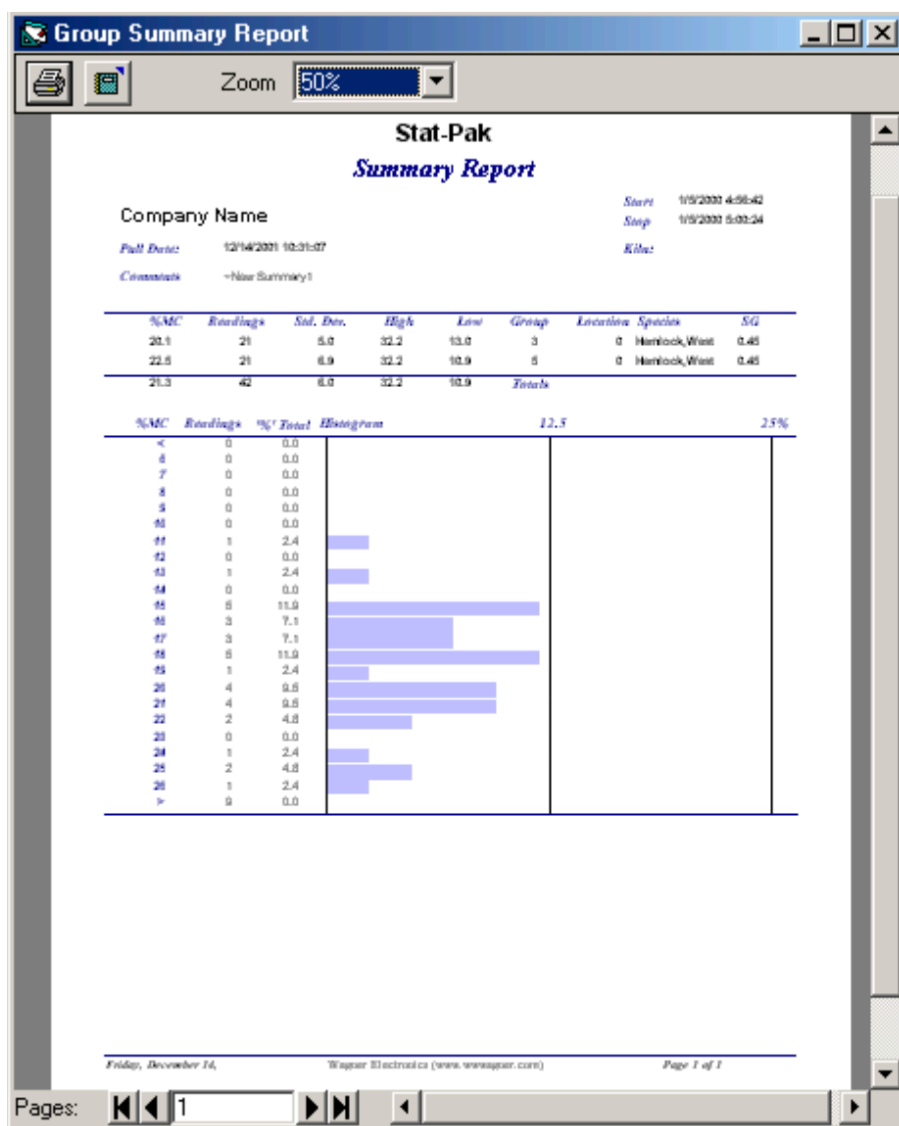 Group Summary Report
Zoom 50%
Stat-Pak
Summary Report
Start 1/5/2000 4:56:42
Company Name
Stop 1/5/2000 5:00:24
Pull Date: 12/14/2001 10:31:07 Kiln:
Comments ~New Summary1
%MC Readings Std. Dev. High Low Group Location Species SG
20.1 21 5.0 32.2 13.0 3 0 Hemlock,West 0.45
22.5 21 6.9 32.2 10.9 5 0 Hemlock,West 0.45
21.3 42 6.0 32.2 10.9 Totals
%MC Readings '%' Total Histogram 12.5 25%
< 0 0.0
6 0 0.0
7 0 0.0
8 0 0.0
9 0 0.0
10 0 0.0
11 1 2.4
12 0 0.0
13 1 2.4
14 0 0.0
15 5 11.9
16 3 7.1
17 3 7.1
18 5 11.9
19 1 2.4
20 4 9.5
21 4 9.5
22 2 4.8
23 0 0.0
24 1 2.4
25 2 4.8
26 1 2.4
> 9 0.0
Friday, December 14, Wagner Electronics (www.wwwagner.com) Page 1 of 1
Pages: 1